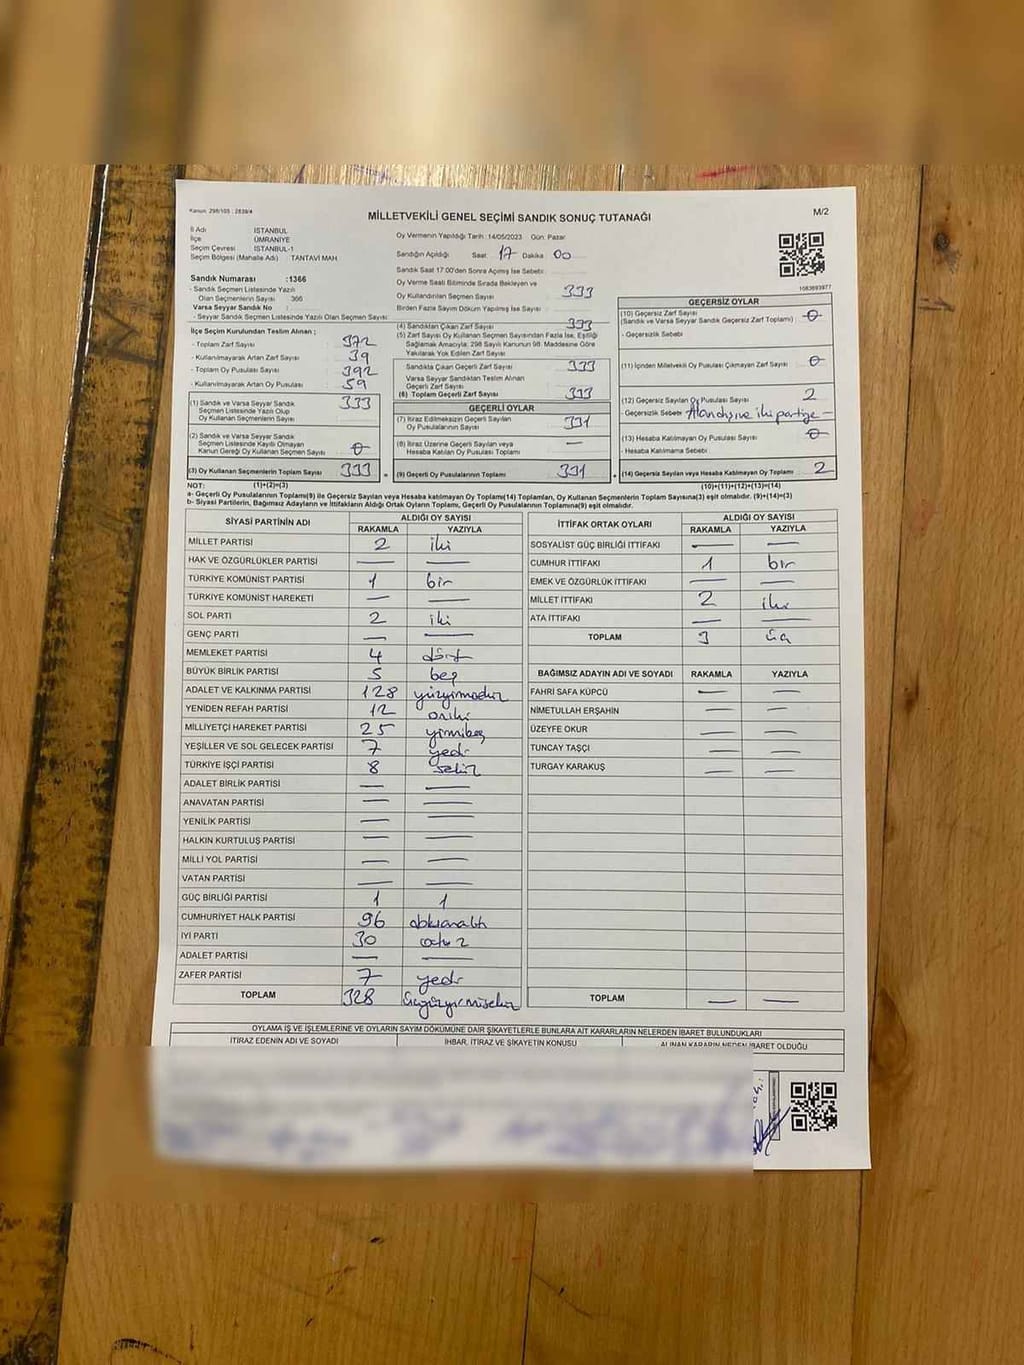 Kanun: 298/105 : 2839/4
MİLLETVEKİLİ GENEL SEÇİMİ SANDIK SONUÇ TUTANAĞI
M/2
İl Adı İSTANBUL
İlçe ÜMRANİYE
Seçim Çevresi İSTANBUL-1
Seçim Bölgesi (Mahalle Adı) : TANTAVİ MAH
Sandık Numarası :1366
- Sandık Seçmen Listesinde Yazılı
Olan Seçmenlerin Sayısı : 366
Varsa Seyyar Sandık No :
- Seyyar Sandık Seçmen Listesinde Yazılı Olan Seçmen Sayısı:
Oy Vermenin Yapıldığı Tarih :14/05/2023 Gün: Pazar
Sandığın Açıldığı Saat: 17 Dakika 00
Sandık Saat 17:00'den Sonra Açımış İse Sebebi:
Oy Verme Saati Bitiminde Sırada Bekleyen ve
Oy Kullandırılan Seçmen Sayısı 333
Birden Fazla Sayım Döküm Yapılmış İse Sayısı :
1083693977
İlçe Seçim Kurulundan Teslim Alınan ;
- Toplam Zarf Sayısı : 372
- Kullanılmayarak Artan Zarf Sayısı : 39
- Toplam Oy Pusulası Sayısı : 392
- Kullanılmayarak Artan Oy Pusulası : 59
(1) Sandık ve Varsa Seyyar Sandık
Seçmen Listesinde Yazılı Olup
Oy Kullanan Seçmenlerin Sayısı 333
(2) Sandık ve Varsa Seyyar Sandık
Seçmen Listesinde Kayıtlı Olmayan
Kanun Gereği Oy Kullanan Seçmen Sayısı 0
(3) Oy Kullanan Seçmenlerin Toplam Sayısı 333
(4) Sandıktan Çıkan Zarf Sayısı 333
(5) Zarf Sayısı Oy Kullanan Seçmen Sayısından Fazla İse, Eşitliği
Sağlamak Amacıyla; 298 Sayılı Kanunun 98. Maddesine Göre
Yakılarak Yok Edilen Zarf Sayısı
Sandıkta Çıkan Geçerli Zarf Sayısı 333
Varsa Seyyar Sandıktan Teslim Alınan
Geçerli Zarf Sayısı
(6) Toplam Geçerli Zarf Sayısı 333
GEÇERLİ OYLAR
(7) İtiraz Edilmeksizin Geçerli Sayılan
Oy Pusulalarının Sayısı 331
(8) İtiraz Üzerine Geçerli Sayılan veya
Hesaba Katılan Oy Pusulası Toplamı —
= (9) Geçerli Oy Pusulalarının Toplamı 331
GEÇERSİZ OYLAR
(10) Geçersiz Zarf Sayısı
(Sandık ve Varsa Seyyar Sandık Geçersiz Zarf Toplamı) : 0
- Geçersizlik Sebebi
(11) İçinden Milletvekili Oy Pusulası Çıkmayan Zarf Sayısı 0
(12) Geçersiz Sayılan Oy Pusulası Sayısı 2
- Geçersizlik Sebebi Alan dışı ve iki partiye —
(13) Hesaba Katılmayan Oy Pusulası Sayısı 0
- Hesaba Katılmama Sebebi
+ (14) Geçersiz Sayılan veya Hesaba Katılmayan Oy Toplamı 2
NOT: (1)+(2)=(3)
(10)+(11)+(12)+(13)=(14)
a- Geçerli Oy Pusulalarının Toplamı(9) ile Geçersiz Sayılan veya Hesaba katılmayan Oy Toplamı(14) Toplamları, Oy Kullanan Seçmenlerin Toplam Sayısına(3) eşit olmalıdır. (9)+(14)=(3)
b- Siyasi Partilerin, Bağımsız Adayların ve İttifakların Aldığı Ortak Oyların Toplamı, Geçerli Oy Pusulalarının Toplamına(9) eşit olmalıdır.
SİYASİ PARTİNİN ADI ALDIĞI OY SAYISI
RAKAMLA YAZIYLA
MİLLET PARTİSİ 2 iki
HAK VE ÖZGÜRLÜKLER PARTİSİ — —
TÜRKİYE KOMÜNİST PARTİSİ 1 bir
TÜRKİYE KOMÜNİST HAREKETİ — —
SOL PARTİ 2 iki
GENÇ PARTİ — —
MEMLEKET PARTİSİ 4 dört
BÜYÜK BİRLİK PARTİSİ 5 beş
ADALET VE KALKINMA PARTİSİ 128 yüzyirmisekiz
YENİDEN REFAH PARTİSİ 12 oniki
MİLLİYETÇİ HAREKET PARTİSİ 25 yirmibeş
YEŞİLLER VE SOL GELECEK PARTİSİ 7 yedi
TÜRKİYE İŞÇİ PARTİSİ 8 sekiz
ADALET BİRLİK PARTİSİ — —
ANAVATAN PARTİSİ — —
YENİLİK PARTİSİ — —
HALKIN KURTULUŞ PARTİSİ — —
MİLLİ YOL PARTİSİ — —
VATAN PARTİSİ — —
GÜÇ BİRLİĞİ PARTİSİ 1 1
CUMHURİYET HALK PARTİSİ 96 doksanaltı
İYİ PARTİ 30 otuz
ADALET PARTİSİ — —
ZAFER PARTİSİ 7 yedi
TOPLAM 328 üçyüzyirmisekiz
İTTİFAK ORTAK OYLARI ALDIĞI OY SAYISI
RAKAMLA YAZIYLA
SOSYALİST GÜÇ BİRLİĞİ İTTİFAKI — —
CUMHUR İTTİFAKI 1 bir
EMEK VE ÖZGÜRLÜK İTTİFAKI — —
MİLLET İTTİFAKI 2 iki
ATA İTTİFAKI — —
TOPLAM 3 üç
BAĞIMSIZ ADAYIN ADI VE SOYADI RAKAMLA YAZIYLA
FAHRİ SAFA KÜPCÜ — —
NİMETULLAH ERŞAHİN — —
ÜZEYFE OKUR — —
TUNCAY TAŞÇI — —
TURGAY KARAKUŞ — —
TOPLAM — —
OYLAMA İŞ VE İŞLEMLERİNE VE OYLARIN SAYIM DÖKÜMÜNE DAİR ŞİKAYETLERLE BUNLARA AİT KARARLARIN NELERDEN İBARET BULUNDUKLARI
İTİRAZ EDENİN ADI VE SOYADI İHBAR, İTİRAZ VE ŞİKAYETİN KONUSU ALINAN KARARIN NEDEN İBARET OLDUĞU